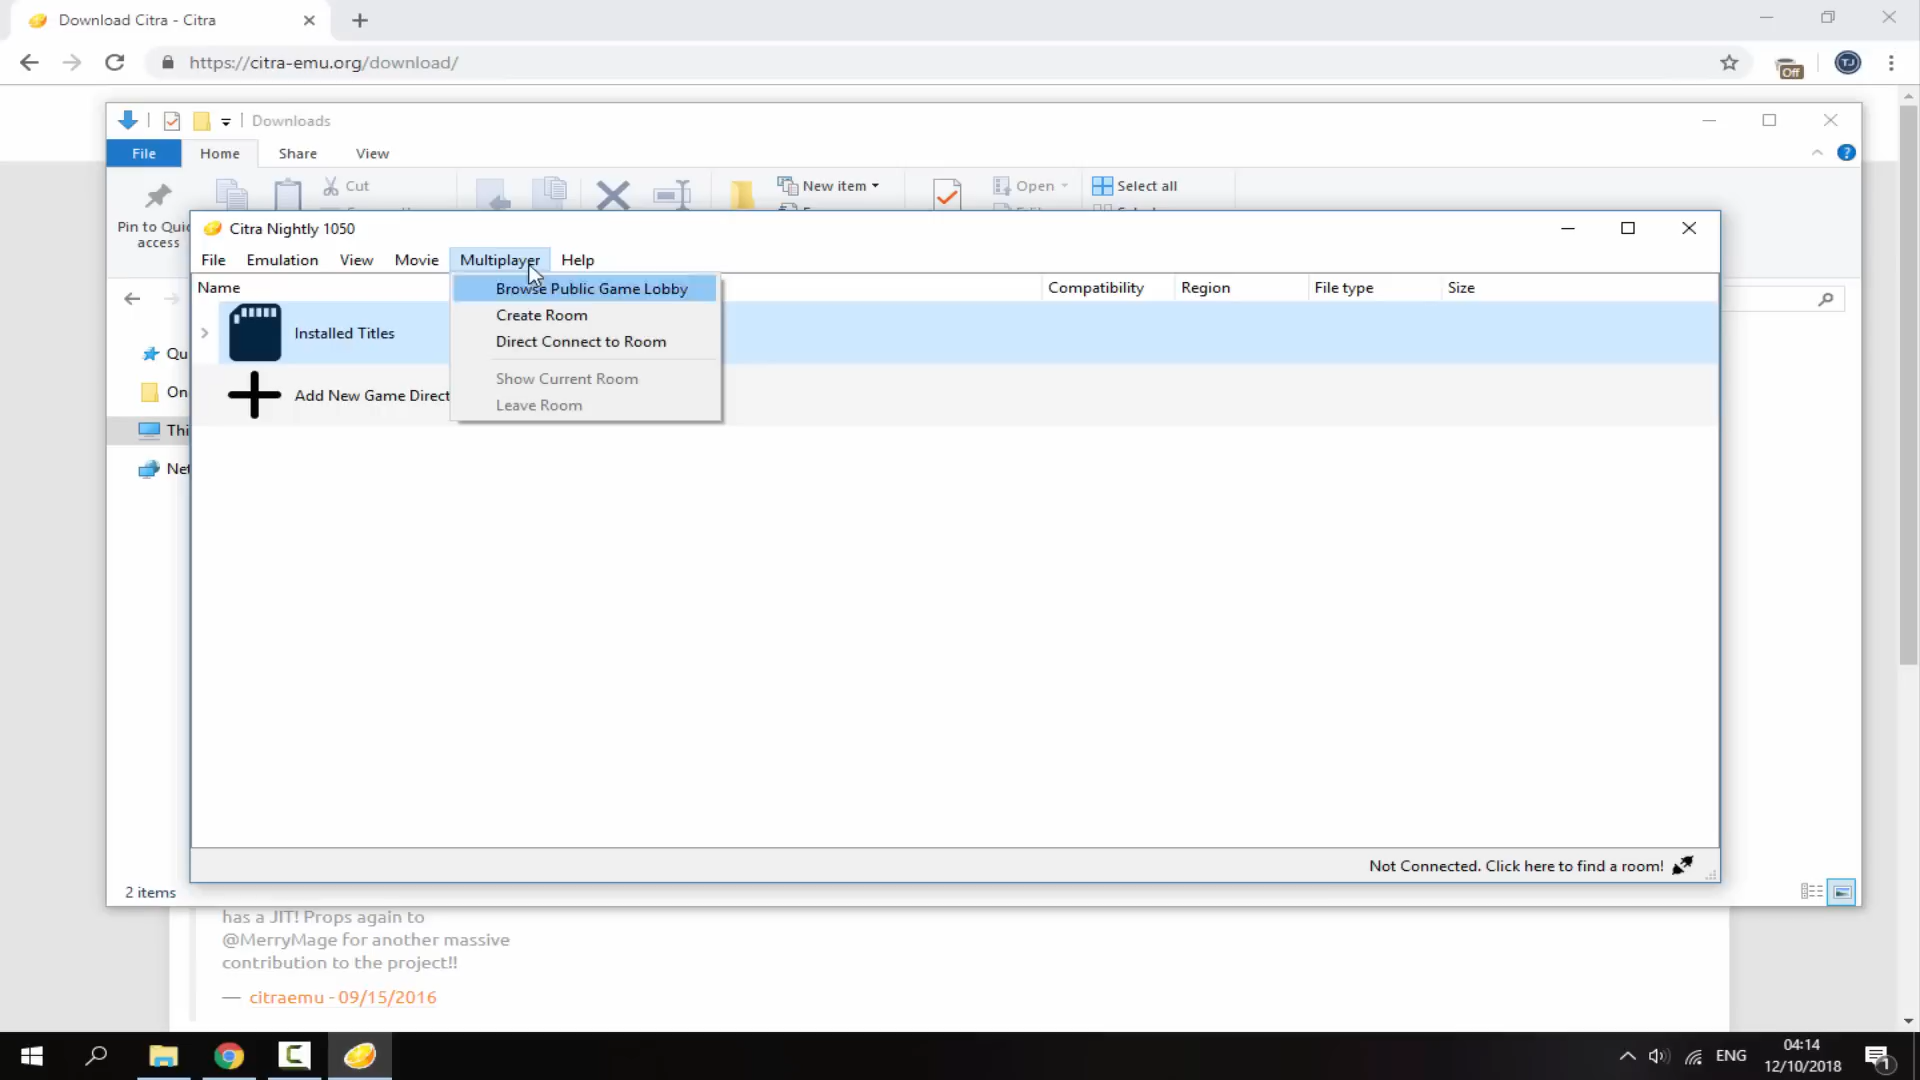 Download Citra - Citra
https://citra-emu.org/download/
Off
TJ
Downloads
File
Home
Share
View
Cut
New item
Open
Select all
Pin to Quic
access
Citra Nightly 1050
File
Emulation
View
Movie
Multiplayer
Help
Browse Public Game Lobby
Create Room
Direct Connect to Room
Show Current Room
Leave Room
Name
Compatibility
Region
File type
Size
Installed Titles
Add New Game Direct
Qu
On
Thi
Net
Not Connected. Click here to find a room!
2 items
has a JIT! Props again to
@MerryMage for another massive
contribution to the project!!
— citraemu - 09/15/2016
ENG
04:14
12/10/2018
1